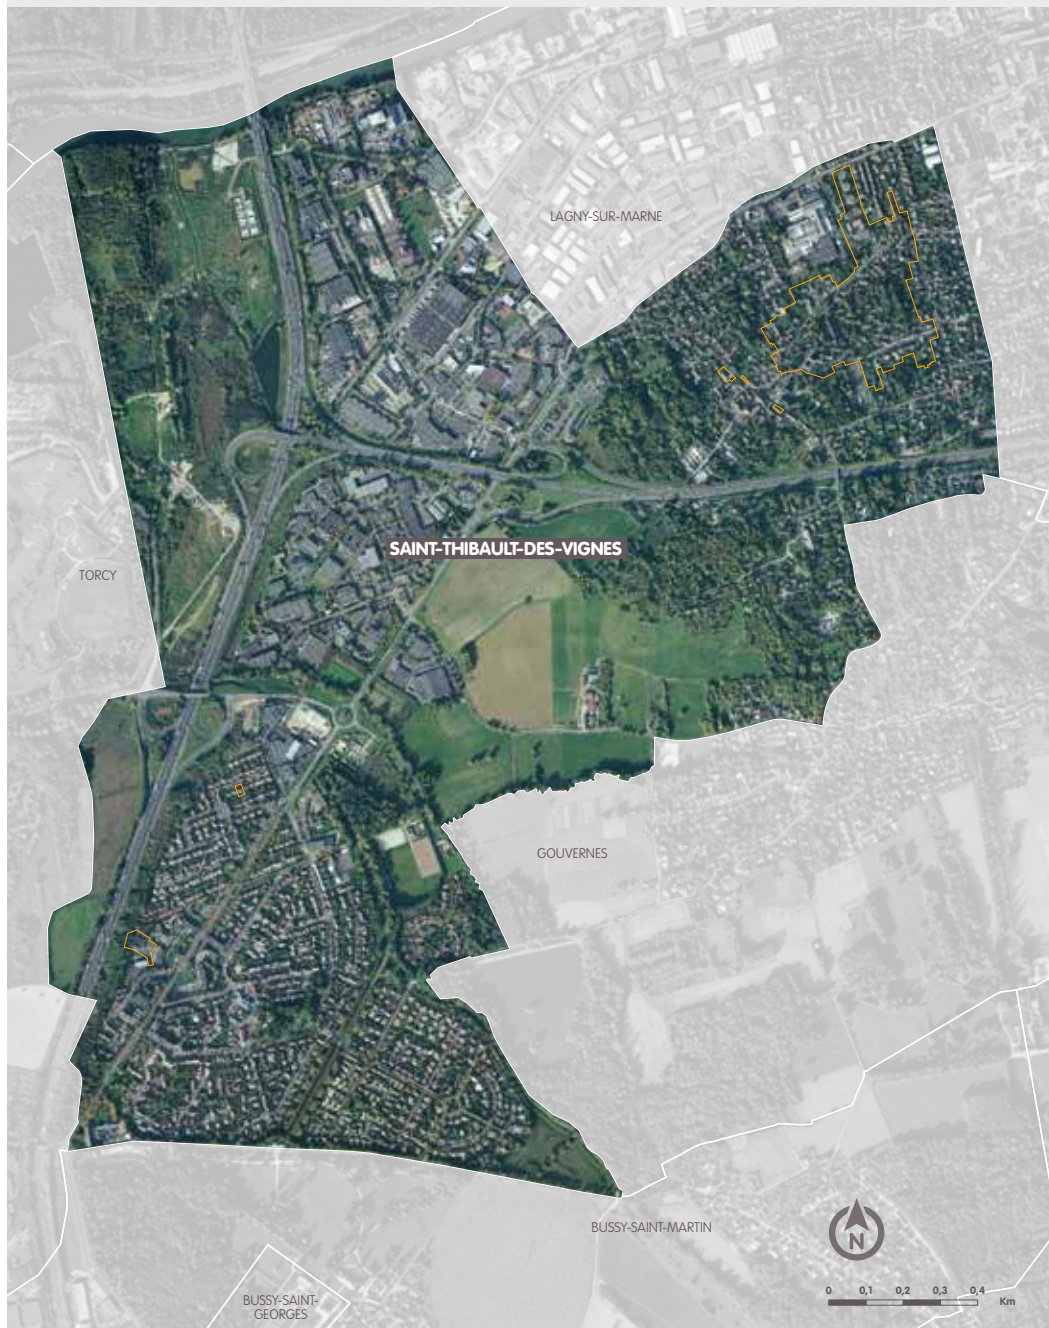 LAGNY-SUR-MARNE
SAINT-THIBAULT-DES-VIGNES
TORCY
GOUVERNES
BUSSY-SAINT-MARTIN
N
BUSSY-SAINT-
GEORGES
0 0,1 0,2 0,3 0,4
Km